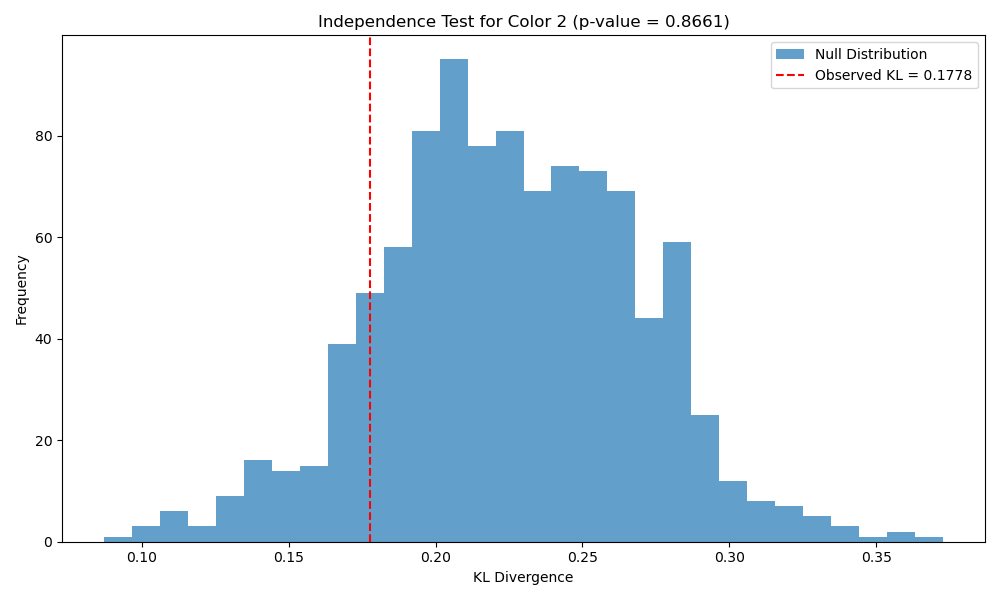 Independence Test for Color 2 (p-value = 0.8661)
Null Distribution
Observed KL = 0.1778
Frequency
80
60
40
20
0
0.10 0.15 0.20 0.25 0.30 0.35
KL Divergence